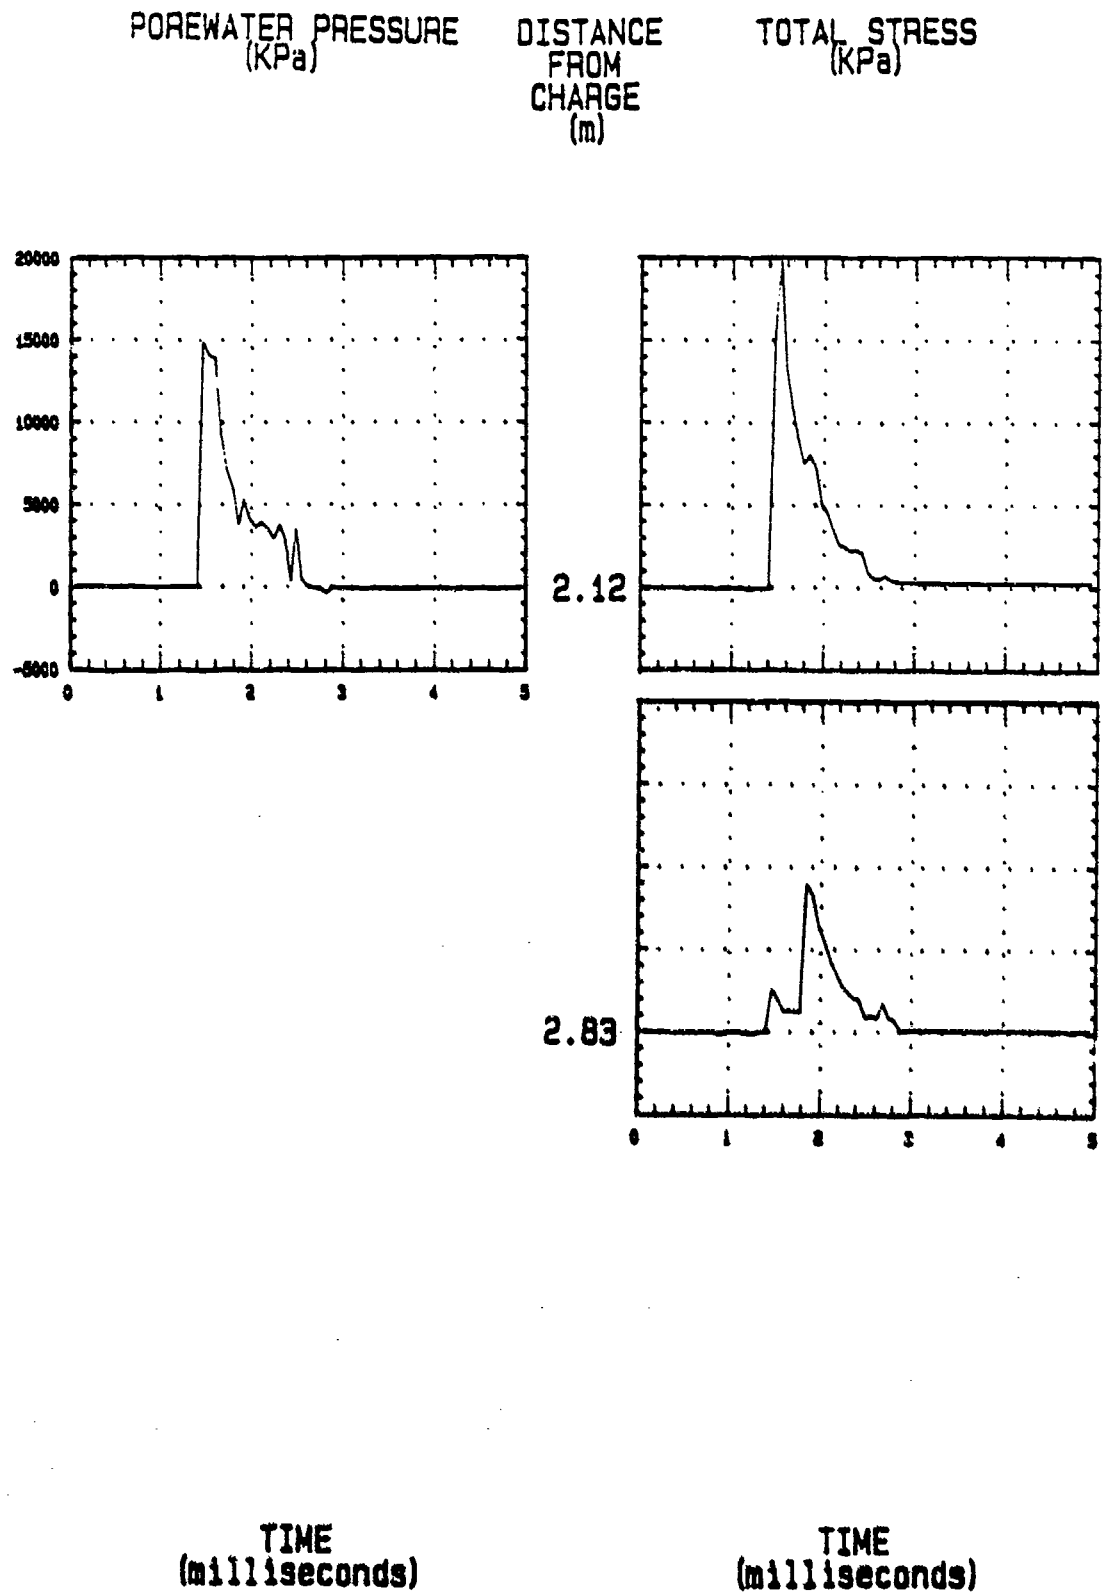 POREWATER PRESSURE
(KPa)
DISTANCE
FROM
CHARGE
(m)
TOTAL STRESS
(KPa)
20000
15000
10000
5000
0
-5000
0 1 2 3 4 5
2.12
2.83
0 1 2 3 4 5
TIME
(milliseconds)
TIME
(milliseconds)